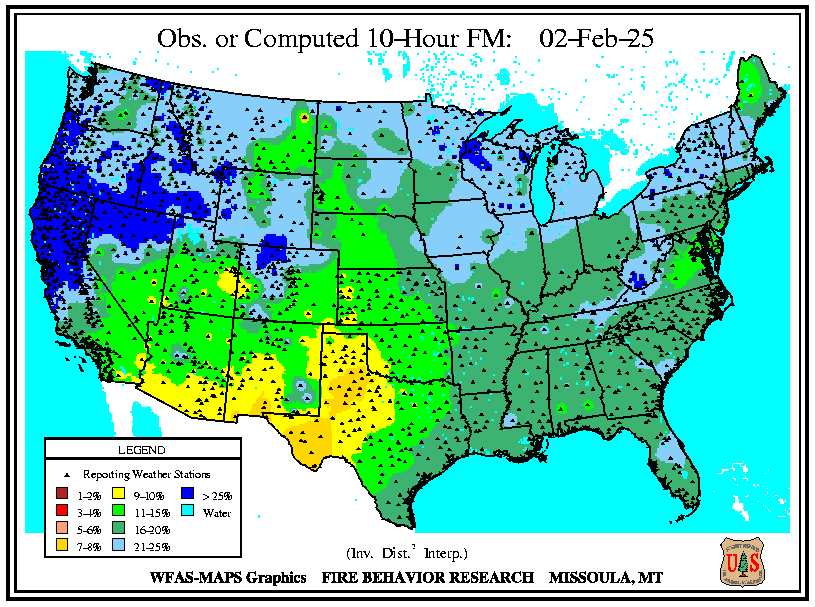 Obs. or Computed 10-Hour FM: 02-Feb-25
LEGEND
Reporting Weather Stations
1-2% 9-10% > 25%
3-4% 11-15% Water
5-6% 16-20%
7-8% 21-25%
(Inv. Dist.² Interp.)
WFAS-MAPS Graphics FIRE BEHAVIOR RESEARCH MISSOULA, MT
U S